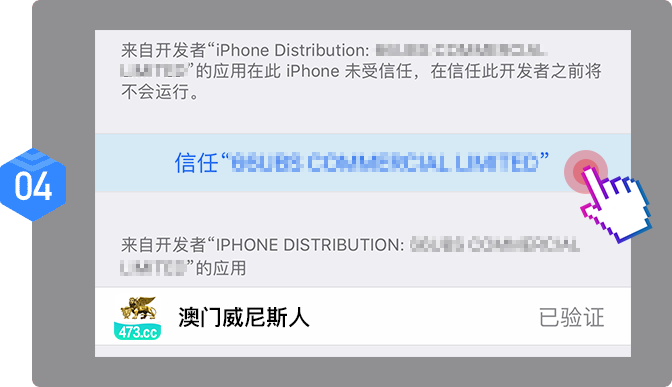 来自开发者“iPhone Distribution:
”的应用在此 iPhone 未受信任，在信任此开发者之前将
不会运行。
信任“ COMMERCIAL LIMITED”
04
来自开发者“IPHONE DISTRIBUTION:
”的应用
澳门威尼斯人
已验证
473.cc